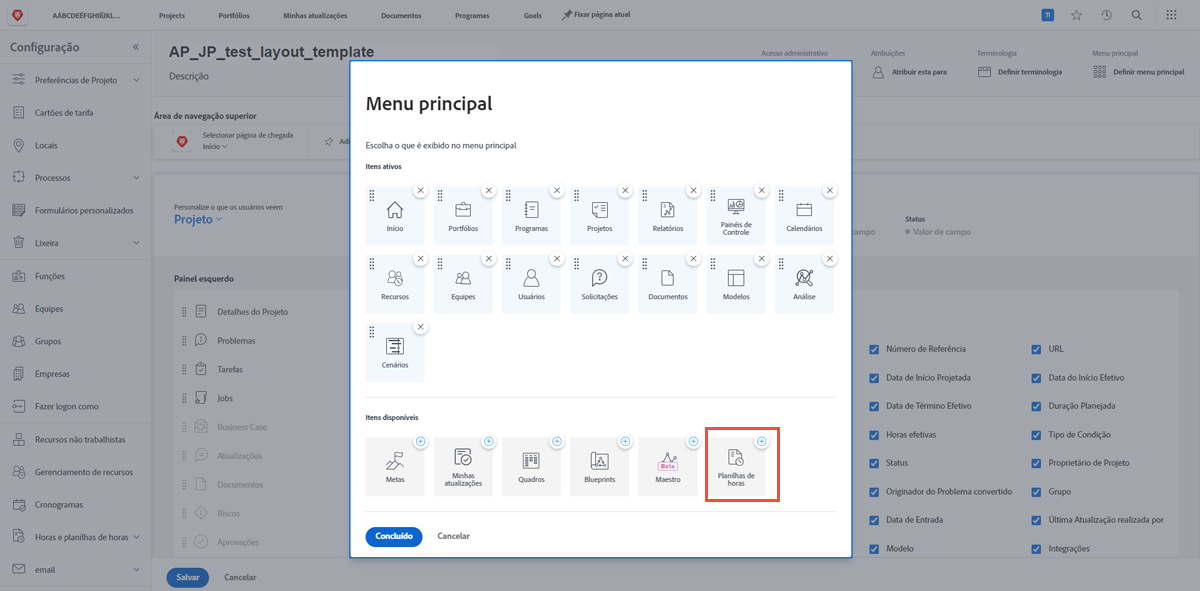 AÁBCDEÉFGHIÍJKL...
Projects
Portfólios
Minhas atualizações
Documentos
Programas
Goals
Fixar página atual
Configuração
Preferências de Projeto
Cartões de tarifa
Locais
Processos
Formulários personalizados
Lixeira
Funções
Equipes
Grupos
Empresas
Fazer logon como
Recursos não trabalhistas
Gerenciamento de recursos
Cronogramas
Horas e planilhas de horas
email
AP_JP_test_layout_template
Descrição
Acesso administrativo
Atribuições
Atribuir esta para
Terminologia
Definir terminologia
Menu principal
Definir menu principal
Área de navegação superior
Selecionar página de chegada
Início
Adi
Personalize o que os usuários veem
Projeto
campo
Status
Valor de campo
Painel esquerdo
Detalhes do Projeto
Problemas
Tarefas
Jobs
Business Case
Atualizações
Documentos
Riscos
Aprovações
Menu principal
Escolha o que é exibido no menu principal
Itens ativos
Início
Portfólios
Programas
Projetos
Relatórios
Painéis de
Controle
Calendários
Recursos
Equipes
Usuários
Solicitações
Documentos
Modelos
Análise
Cenários
Itens disponíveis
Metas
Minhas
atualizações
Quadros
Blueprints
Beta
Maestro
Planilhas de
horas
Concluído
Cancelar
Número de Referência
URL
Data de Início Projetada
Data do Início Efetivo
Data de Término Efetivo
Duração Planejada
Horas efetivas
Tipo de Condição
Status
Proprietário de Projeto
Originador do Problema convertido
Grupo
Data de Entrada
Última Atualização realizada por
Modelo
Integrações
Salvar
Cancelar